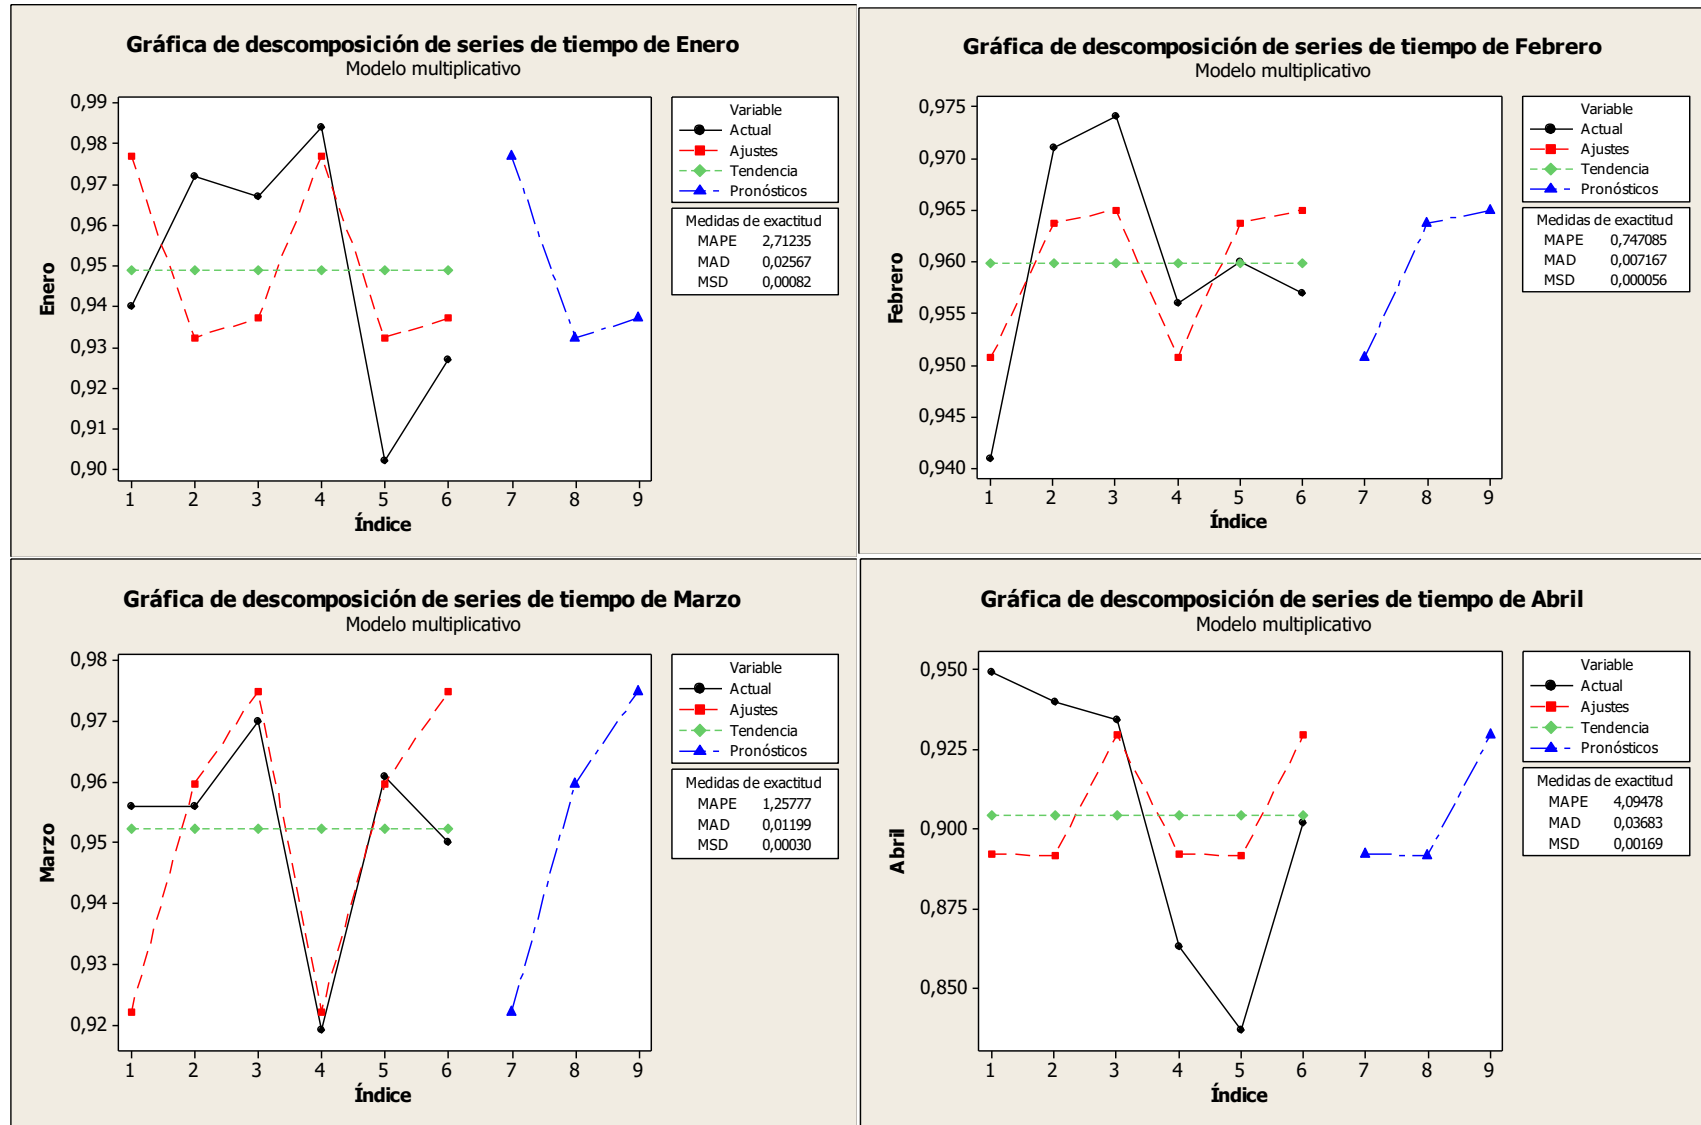 Gráfica de descomposición de series de tiempo de Enero
Modelo multiplicativo
0,99
0,98
0,97
0,96
0,95
0,94
0,93
0,92
0,91
0,90
Enero
1 2 3 4 5 6 7 8 9
Índice
Variable
Actual
Ajustes
Tendencia
Pronósticos
Medidas de exactitud
MAPE 2,71235
MAD 0,02567
MSD 0,00082
Gráfica de descomposición de series de tiempo de Febrero
Modelo multiplicativo
0,975
0,970
0,965
0,960
0,955
0,950
0,945
0,940
Febrero
1 2 3 4 5 6 7 8 9
Índice
Variable
Actual
Ajustes
Tendencia
Pronósticos
Medidas de exactitud
MAPE 0,747085
MAD 0,007167
MSD 0,000056
Gráfica de descomposición de series de tiempo de Marzo
Modelo multiplicativo
0,98
0,97
0,96
0,95
0,94
0,93
0,92
Marzo
1 2 3 4 5 6 7 8 9
Índice
Variable
Actual
Ajustes
Tendencia
Pronósticos
Medidas de exactitud
MAPE 1,25777
MAD 0,01199
MSD 0,00030
Gráfica de descomposición de series de tiempo de Abril
Modelo multiplicativo
0,950
0,925
0,900
0,875
0,850
Abril
1 2 3 4 5 6 7 8 9
Índice
Variable
Actual
Ajustes
Tendencia
Pronósticos
Medidas de exactitud
MAPE 4,09478
MAD 0,03683
MSD 0,00169